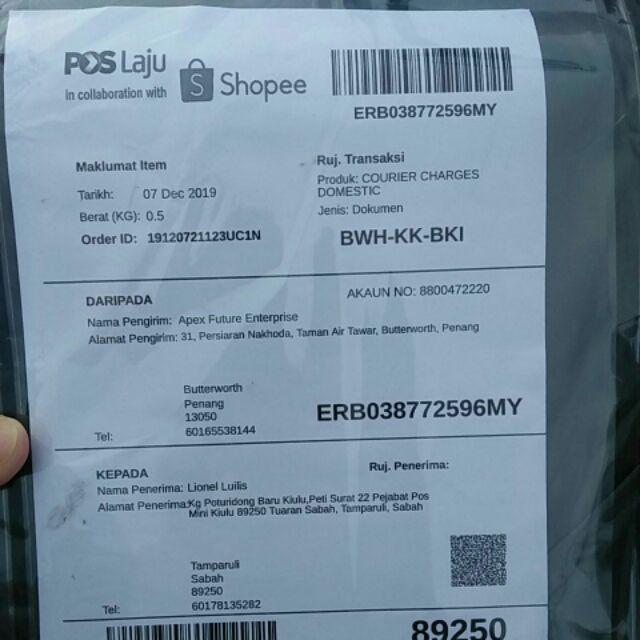 POS Laju
in collaboration with
S Shopee
ERB038772596MY
Maklumat Item
Tarikh: 07 Dec 2019
Berat (KG): 0.5
Order ID: 19120721123UC1N
Ruj. Transaksi
Produk: COURIER CHARGES
DOMESTIC
Jenis: Dokumen
BWH-KK-BKI
DARIPADA
AKAUN NO: 8800472220
Nama Pengirim: Apex Future Enterprise
Alamat Pengirim: 31, Persiaran Nakhoda, Taman Air Tawar, Butterworth, Penang
Butterworth
Penang
13050
Tel: 60165538144
ERB038772596MY
KEPADA
Ruj. Penerima:
Nama Penerima: Lionel Luilis
Alamat Penerima:Kg Poturidong Baru Kiulu,Peti Surat 22 Pejabat Pos
Mini Kiulu 89250 Tuaran Sabah, Tamparuli, Sabah
Tamparuli
Sabah
89250
Tel: 60178135282
89250